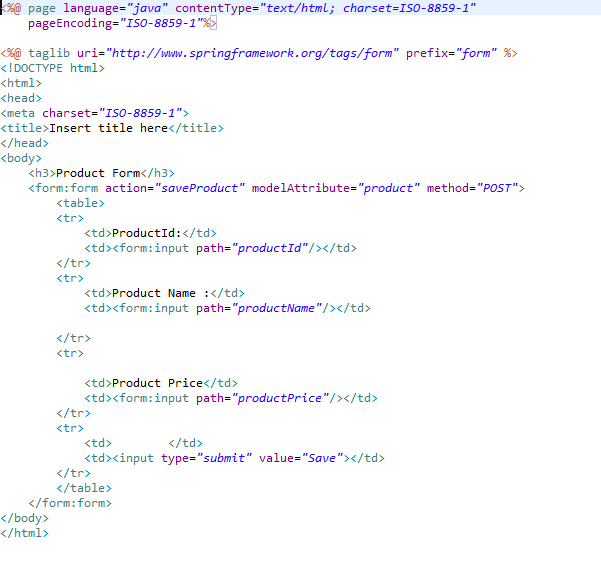 <%@ page language="java" contentType="text/html; charset=ISO-8859-1"
    pageEncoding="ISO-8859-1"%>
<%@ taglib uri="http://www.springframework.org/tags/form" prefix="form" %>
<!DOCTYPE html>
<html>
<head>
<meta charset="ISO-8859-1">
<title>Insert title here</title>
</head>
<body>
    <h3>Product Form</h3>
    <form:form action="saveProduct" modelAttribute="product" method="POST">
        <table>
        <tr>
            <td>ProductId:</td>
            <td><form:input path="productId"/></td>
        </tr>
        <tr>
            <td>Product Name :</td>
            <td><form:input path="productName"/></td>
        </tr>
        <tr>
            <td>Product Price</td>
            <td><form:input path="productPrice"/></td>
        </tr>
        <tr>
            <td>        </td>
            <td><input type="submit" value="Save"></td>
        </tr>
        </table>
    </form:form>
</body>
</html>